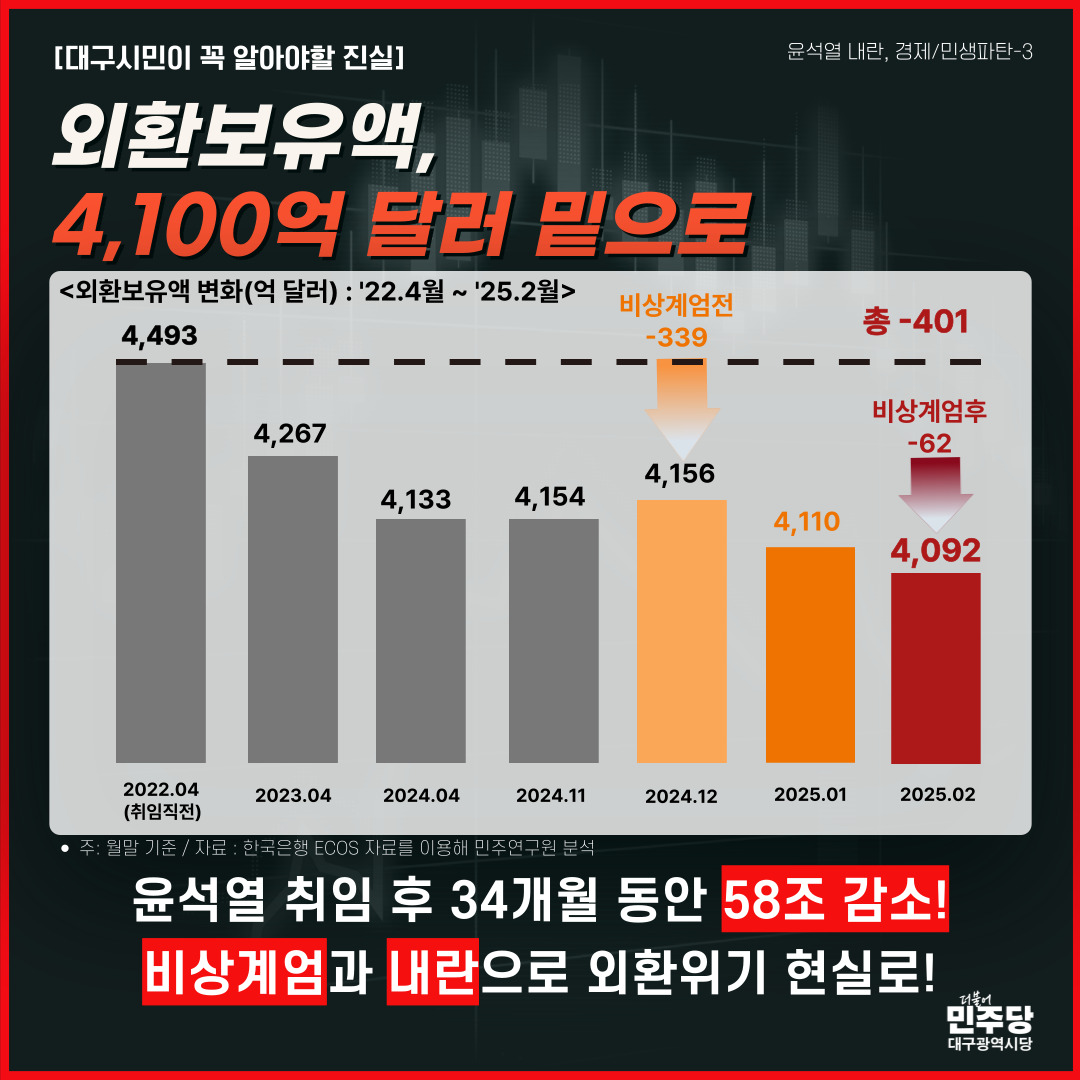 [대구시민이 꼭 알아야할 진실]
윤석열 내란, 경제/민생파탄-3
외환보유액,
4,100억 달러 밑으로
<외환보유액 변화(억 달러) : '22.4월 ~ '25.2월>
비상계엄전
-339
총 -401
4,493
비상계엄후
-62
4,267
4,133
4,154
4,156
4,110
4,092
2022.04
(취임직전)
2023.04
2024.04
2024.11
2024.12
2025.01
2025.02
• 주: 월말 기준 / 자료 : 한국은행 ECOS 자료를 이용해 민주연구원 분석
윤석열 취임 후 34개월 동안 58조 감소!
비상계엄과 내란으로 외환위기 현실로!
더불어
민주당
대구광역시당